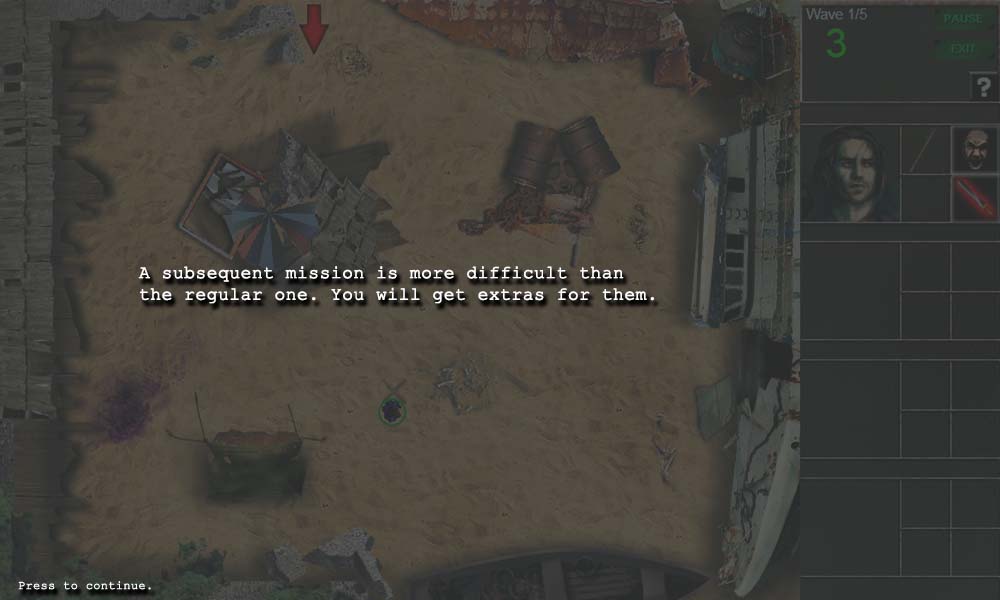 Wave 1/5
PAUSE
3
EXIT
?
A subsequent mission is more difficult than
the regular one. You will get extras for them.
Press to continue.